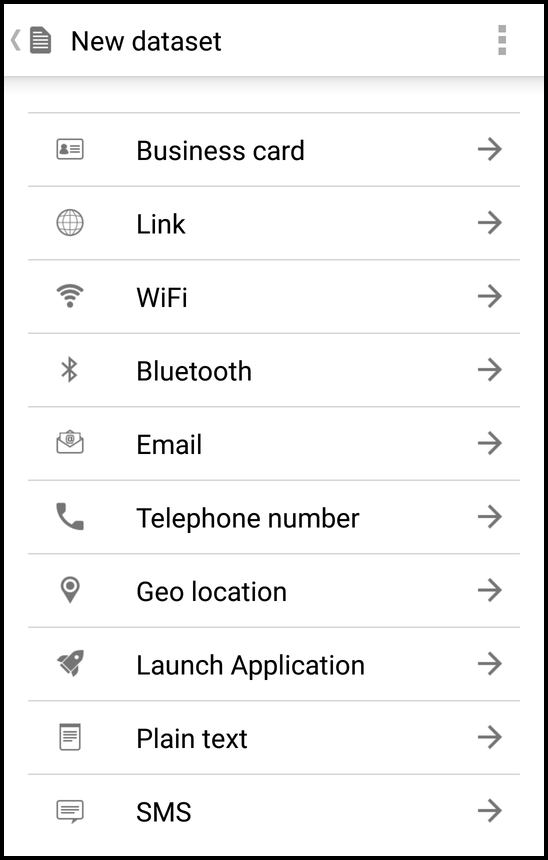 New dataset
Business card
Link
WiFi
Bluetooth
Email
Telephone number
Geo location
Launch Application
Plain text
SMS